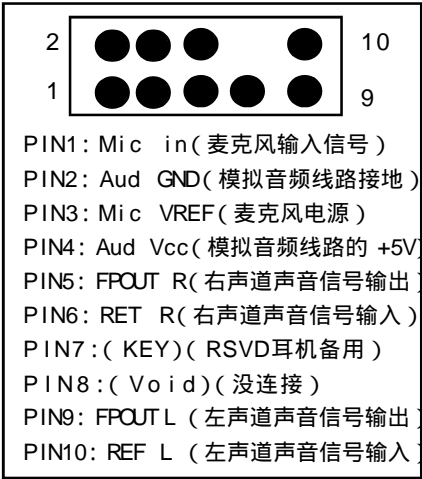 2 10
1 9
PIN1: Mic in(麦克风输入信号)
PIN2: Aud GND(模拟音频线路接地)
PIN3: Mic VREF(麦克风电源)
PIN4: Aud Vcc(模拟音频线路的 +5V)
PIN5: FPOUT R(右声道声音信号输出)
PIN6: RET R(右声道声音信号输入)
PIN7:(KEY)(RSVD耳机备用)
PIN8:(Void)(没连接)
PIN9: FPOUTL (左声道声音信号输出)
PIN10: REF L (左声道声音信号输入)